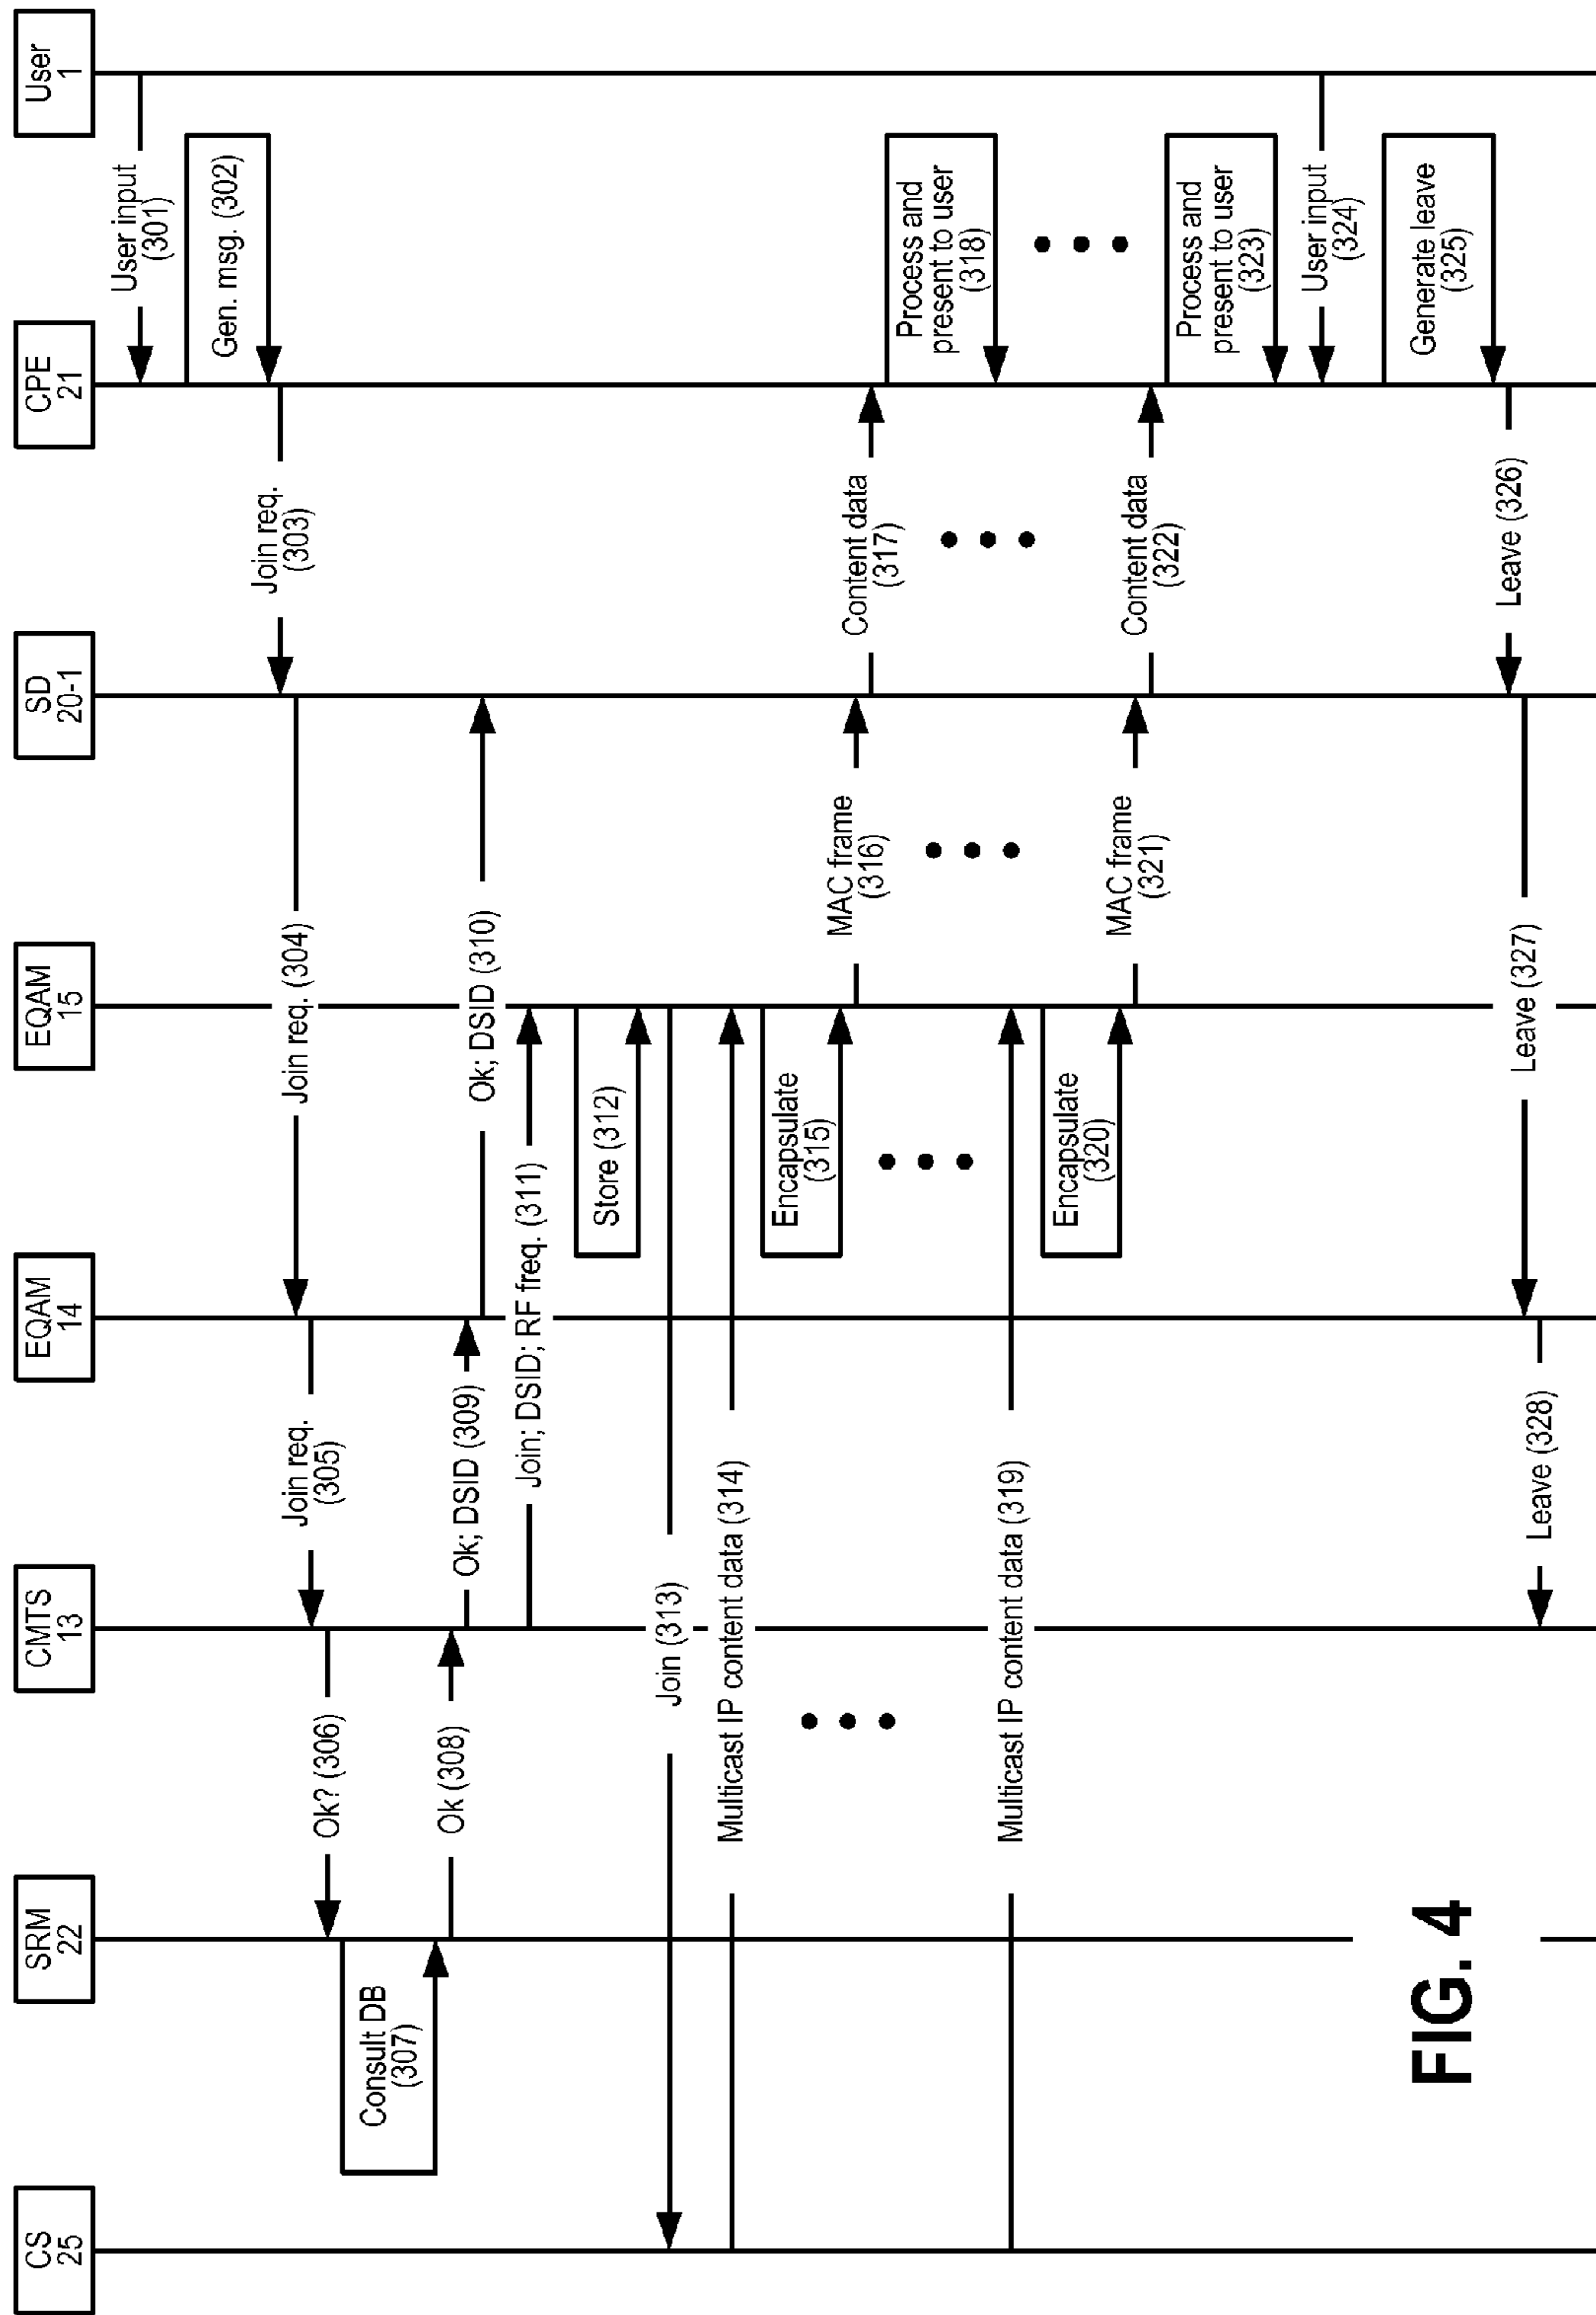 CS
25
SRM
22
CMTS
13
EQAM
14
EQAM
15
SD
20-1
CPE
21
User
1
User input
(301)
Gen. msg. (302)
Join req.
(303)
Join req. (304)
Join req.
(305)
Ok? (306)
Consult DB
(307)
Ok (308)
Ok; DSID (309)
Ok; DSID (310)
Join; DSID; RF freq. (311)
Store (312)
Join (313)
Multicast IP content data (314)
Encapsulate
(315)
MAC frame
(316)
Content data
(317)
Process and
present to user
(318)
Multicast IP content data (319)
Encapsulate
(320)
MAC frame
(321)
Content data
(322)
Process and
present to user
(323)
User input
(324)
Generate leave
(325)
Leave (326)
Leave (327)
Leave (328)
FIG. 4